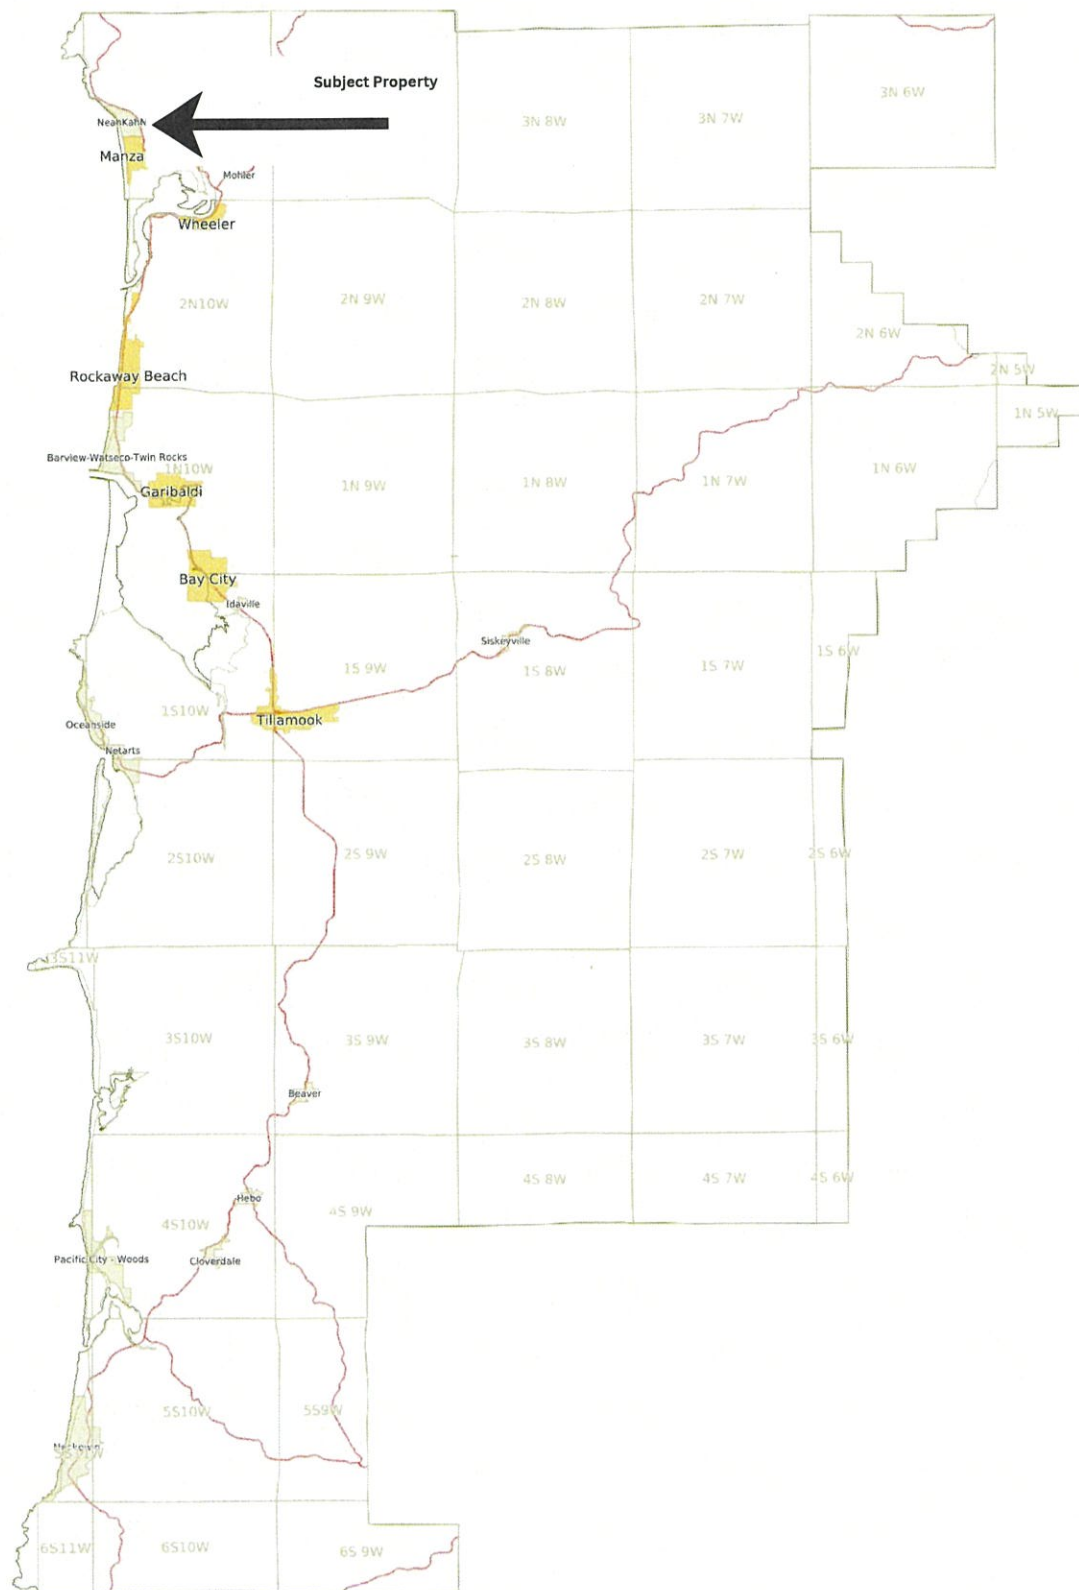 Subject Property
3N 6W
3N 8W
3N 7W
NeahKahN
Manza
Mohler
Wheeler
2N10W
2N 9W
2N 8W
2N 7W
2N 6W
2N 5W
Rockaway Beach
1N 5W
Barview-Watseco-Twin Rocks
1N10W
1N 9W
1N 8W
1N 7W
1N 6W
Garibaldi
Bay City
Idaville
Siskeyville
1S 9W
1S 8W
1S 7W
1S 6W
1S10W
Oceanside
Tillamook
Netarts
2S10W
2S 9W
2S 8W
2S 7W
2S 6W
3S11W
3S10W
3S 9W
3S 8W
3S 7W
3S 6W
Beaver
4S 8W
4S 7W
4S 6W
Hebo
4S10W
4S 9W
Pacific City - Woods
Cloverdale
5S10W
5S9W
5S11W
6S11W
6S10W
6S 9W